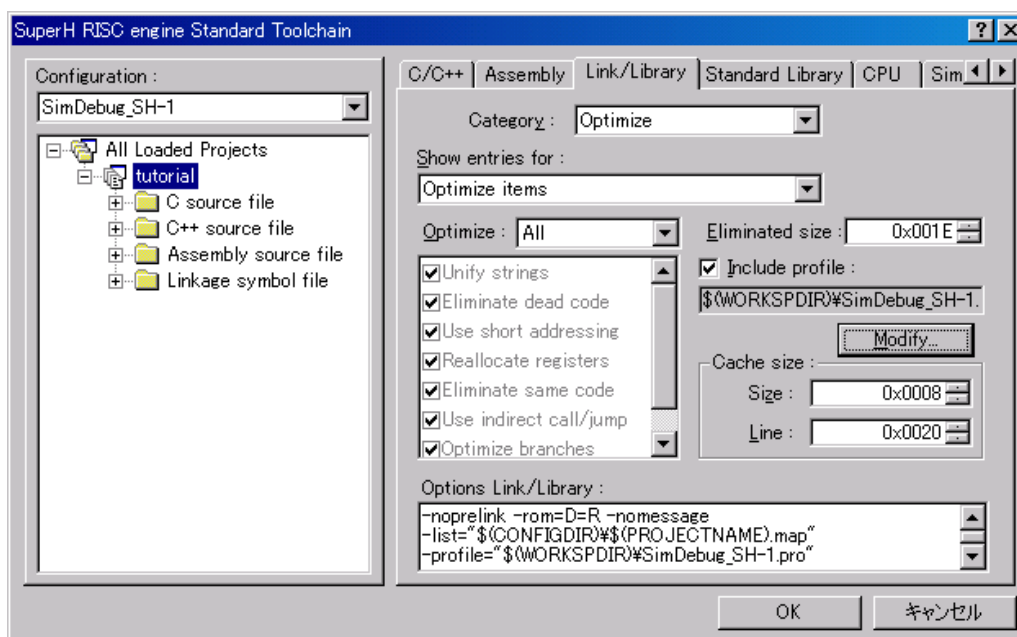 SuperH RISC engine Standard Toolchain
Configuration :
SimDebug_SH-1
All Loaded Projects
tutorial
C source file
C++ source file
Assembly source file
Linkage symbol file
C/C++ Assembly Link/Library Standard Library CPU Sim
Category : Optimize
Show entries for :
Optimize items
Optimize : All
Unify strings
Eliminate dead code
Use short addressing
Reallocate registers
Eliminate same code
Use indirect call/jump
Optimize branches
Eliminated size : 0x001E
Include profile :
$(WORKSPDIR)¥SimDebug_SH-1.
Modify...
Cache size :
Size : 0x0008
Line : 0x0020
Options Link/Library :
-noprelink -rom=D=R -nomessage
-list="$(CONFIGDIR)¥$(PROJECTNAME).map"
-profile="$(WORKSPDIR)¥SimDebug_SH-1.pro"
OK キャンセル